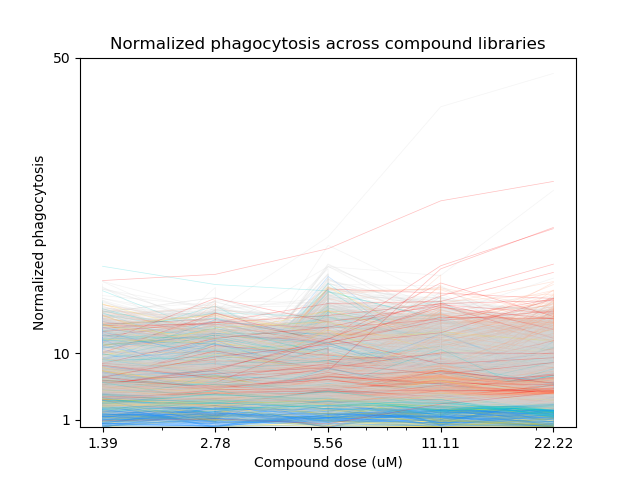 Normalized phagocytosis across compound libraries
50
10
1
Normalized phagocytosis
1.39 2.78 5.56 11.11 22.22
Compound dose (uM)